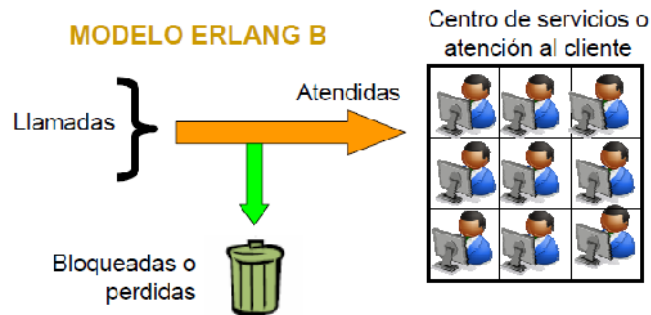 MODELO ERLANG B
Centro de servicios o
atención al cliente
Atendidas
Llamadas
Bloqueadas o
perdidas